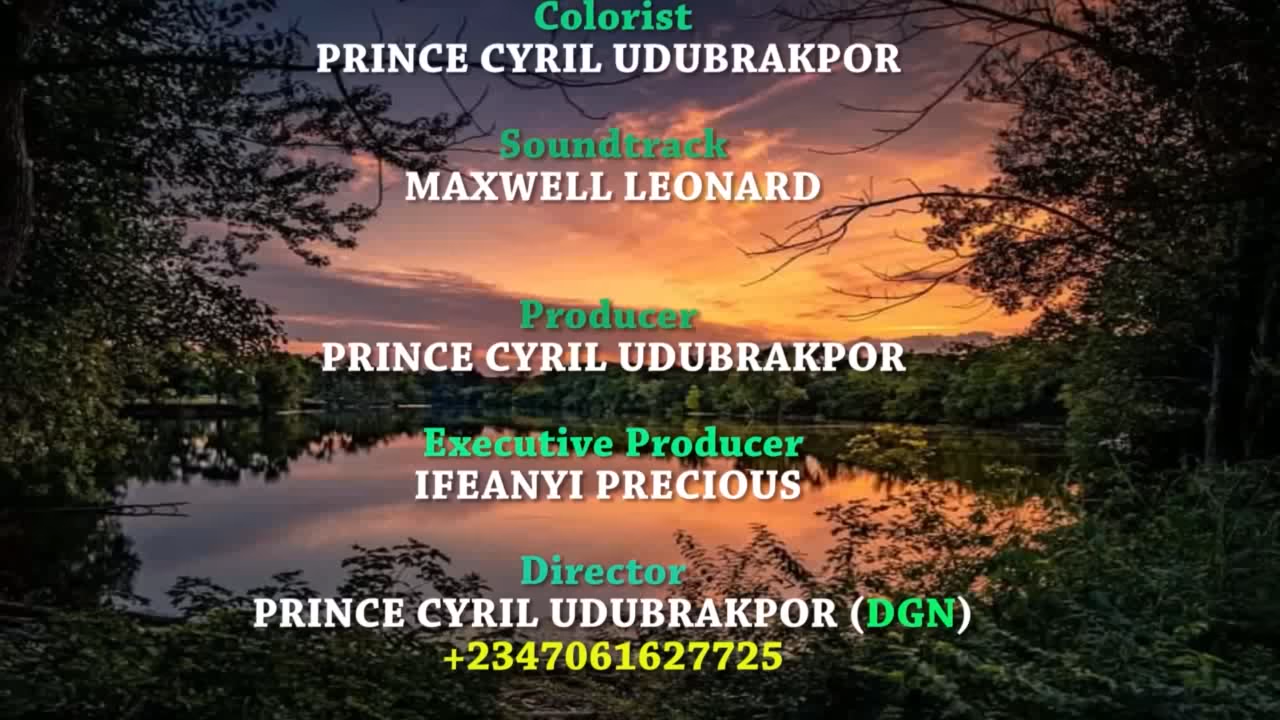 Colorist
PRINCE CYRIL UDUBRAKPOR
Soundtrack
MAXWELL LEONARD
Producer
PRINCE CYRIL UDUBRAKPOR
Executive Producer
IFEANYI PRECIOUS
Director
PRINCE CYRIL UDUBRAKPOR (DGN)
+2347061627725